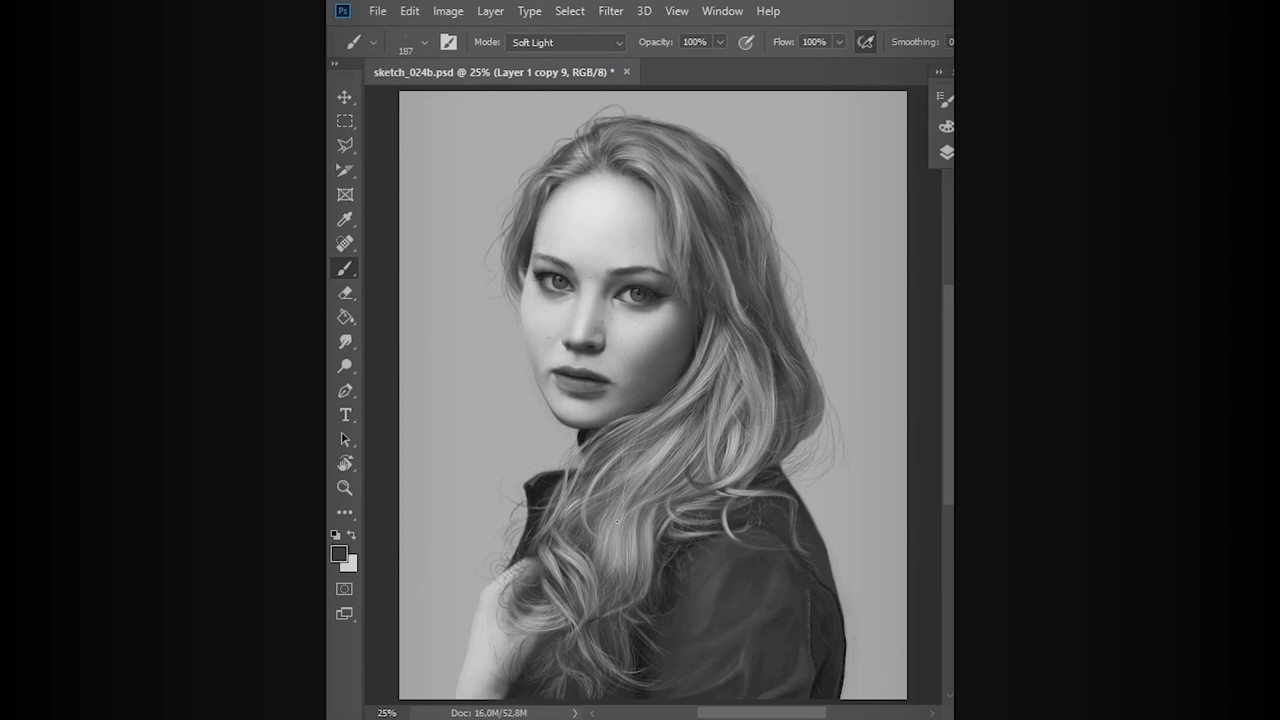 Ps File Edit Image Layer Type Select Filter 3D View Window Help
187 Mode: Soft Light Opacity: 100% Flow: 100% Smoothing: 0
sketch_024b.psd @ 25% (Layer 1 copy 9, RGB/8) * ×
T
25% Doc: 16,0M/52,8M